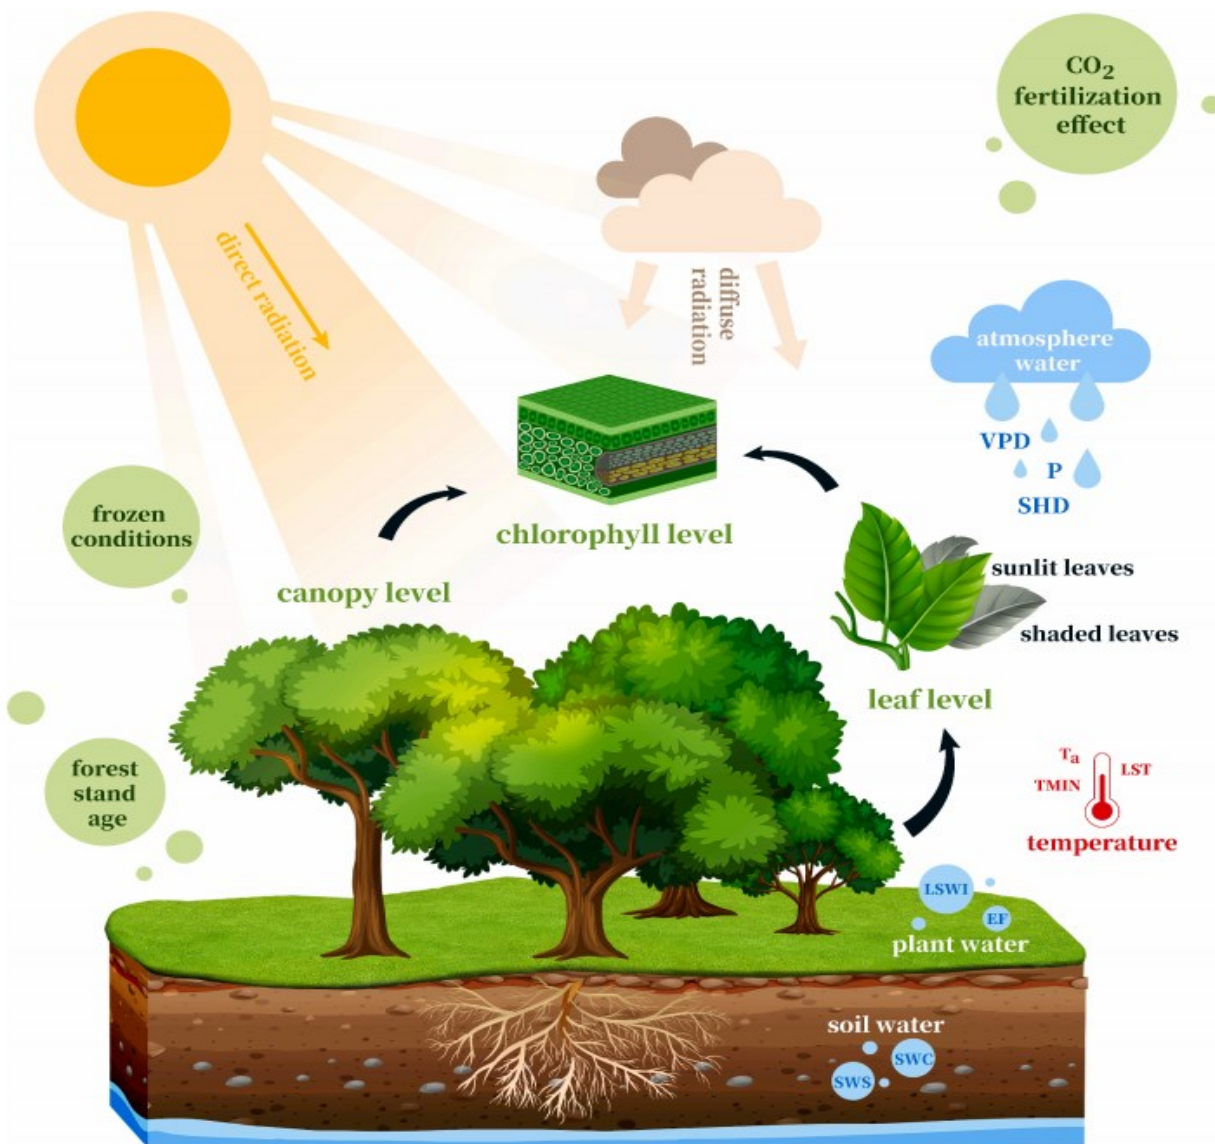 CO₂
fertilization
effect
direct radiation
diffuse
radiation
atmosphere
water
VPD
P
SHD
frozen
conditions
chlorophyll level
canopy level
sunlit leaves
shaded leaves
leaf level
forest
stand
age
Ta
TMIN
LST
temperature
LSWI
EF
plant water
soil water
SWC
SWS